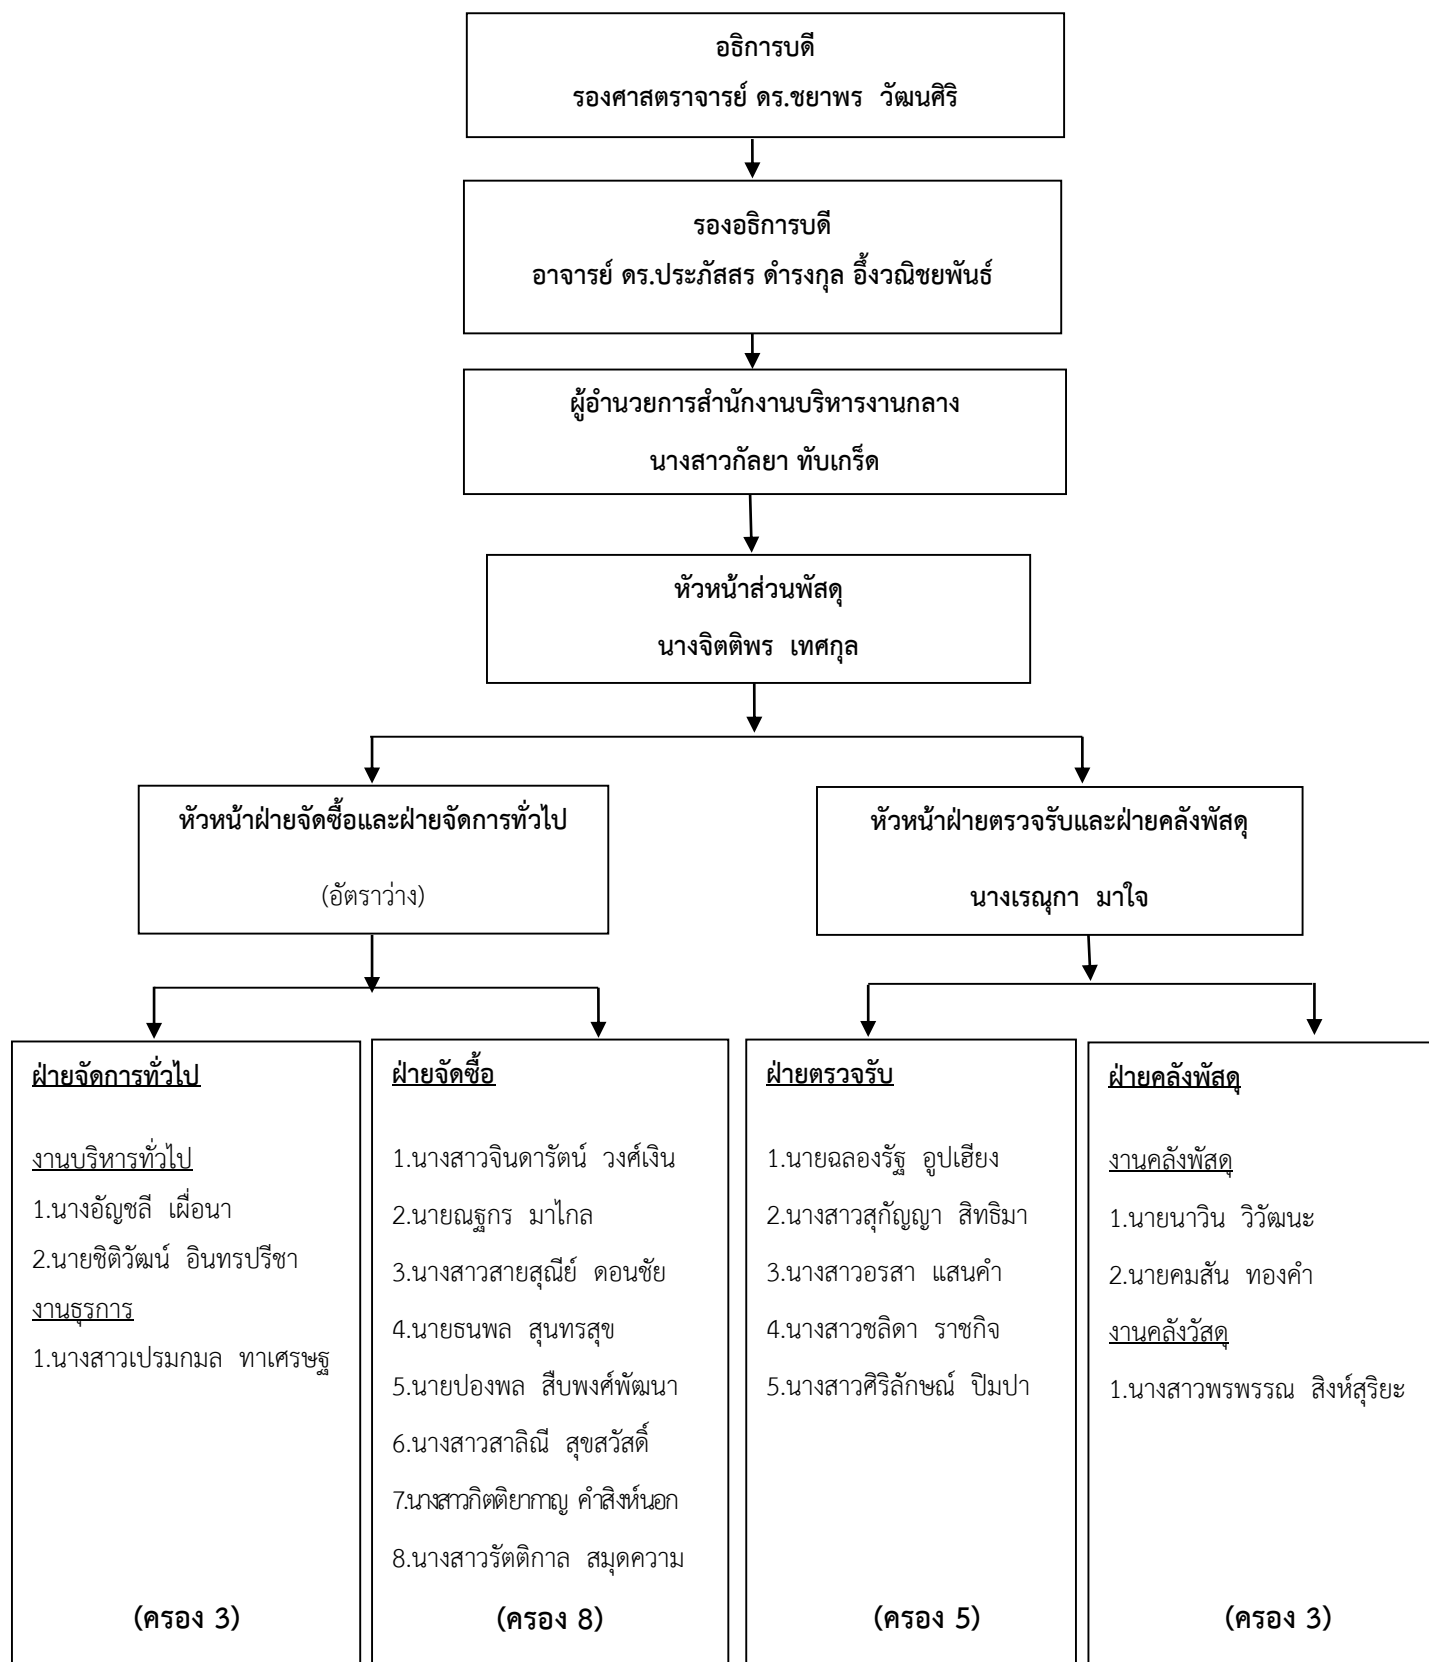 อธิการบดี
รองศาสตราจารย์ ดร.ชยาพร  วัฒนศิริ
รองอธิการบดี
อาจารย์ ดร.ประภัสสร ดำรงกุล อึ้งวณิชยพันธ์
ผู้อำนวยการสำนักงานบริหารงานกลาง
นางสาวกัลยา ทับเกร็ด
หัวหน้าส่วนพัสดุ
นางจิตติพร  เทศกุล
หัวหน้าฝ่ายจัดซื้อและฝ่ายจัดการทั่วไป
(อัตราว่าง)
หัวหน้าฝ่ายตรวจรับและฝ่ายคลังพัสดุ
นางเรณุกา  มาใจ
ฝ่ายจัดการทั่วไป
งานบริหารทั่วไป
1.นางอัญชลี  เผื่อนา
2.นายชิติวัฒน์  อินทรปรีชา
งานธุรการ
1.นางสาวเปรมกมล  ทาเศรษฐ
(ครอง 3)
ฝ่ายจัดซื้อ
1.นางสาวจินดารัตน์  วงศ์เงิน
2.นายณฐกร  มาไกล
3.นางสาวสายสุณีย์  ดอนชัย
4.นายธนพล  สุนทรสุข
5.นายปองพล  สืบพงศ์พัฒนา
6.นางสาวสาลิณี  สุขสวัสดิ์
7.นางสาวกิตติยากาญ คำสิงห์นอก
8.นางสาวรัตติกาล  สมุดความ
(ครอง 8)
ฝ่ายตรวจรับ
1.นายฉลองรัฐ  อูปเฮียง
2.นางสาวสุกัญญา  สิทธิมา
3.นางสาวอรสา  แสนคำ
4.นางสาวชลิดา  ราชกิจ
5.นางสาวศิริลักษณ์  ปิมปา
(ครอง 5)
ฝ่ายคลังพัสดุ
งานคลังพัสดุ
1.นายนาวิน  วิวัฒนะ
2.นายคมสัน  ทองคำ
งานคลังวัสดุ
1.นางสาวพรพรรณ  สิงห์สุริยะ
(ครอง 3)